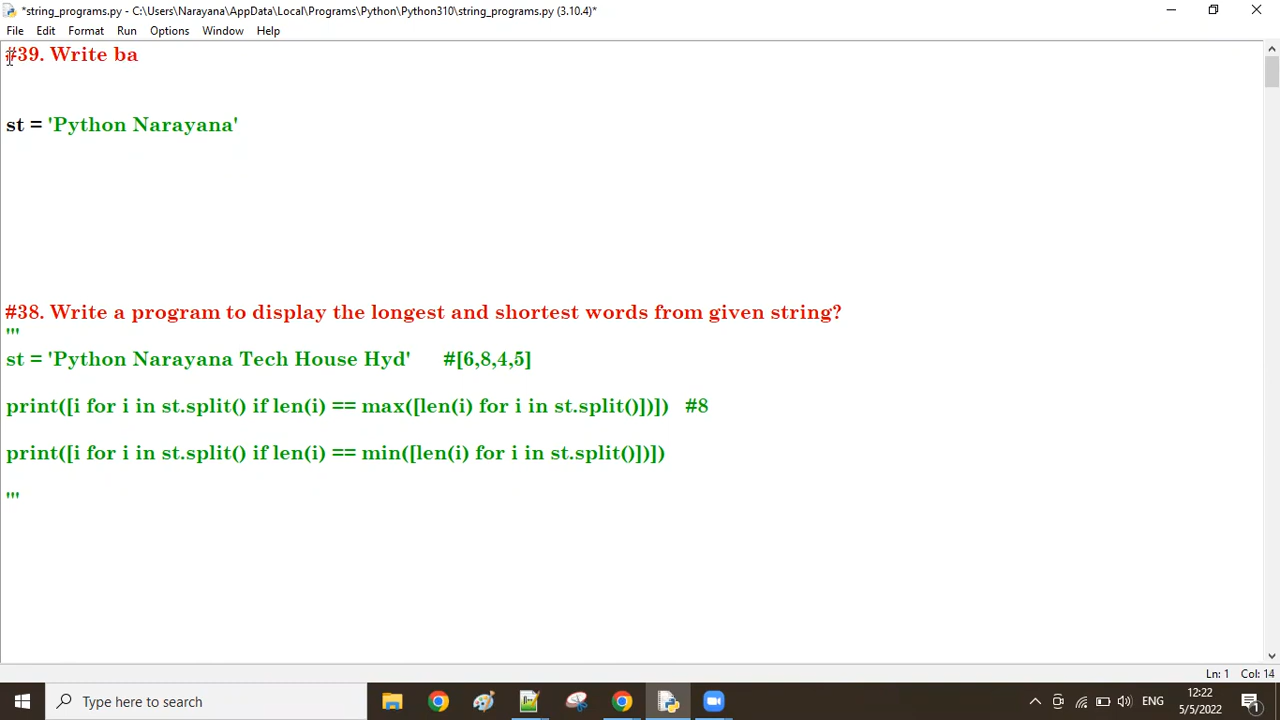 *string_programs.py - C:\Users\Narayana\AppData\Local\Programs\Python\Python310\string_programs.py (3.10.4)*
File Edit Format Run Options Window Help
#39. Write ba
st = 'Python Narayana'
#38. Write a program to display the longest and shortest words from given string?
'''
st = 'Python Narayana Tech House Hyd' #[6,8,4,5]
print([i for i in st.split() if len(i) == max([len(i) for i in st.split()])]) #8
print([i for i in st.split() if len(i) == min([len(i) for i in st.split()])])
'''
Ln: 1 Col: 14
Type here to search
ENG
12:22
5/5/2022
1